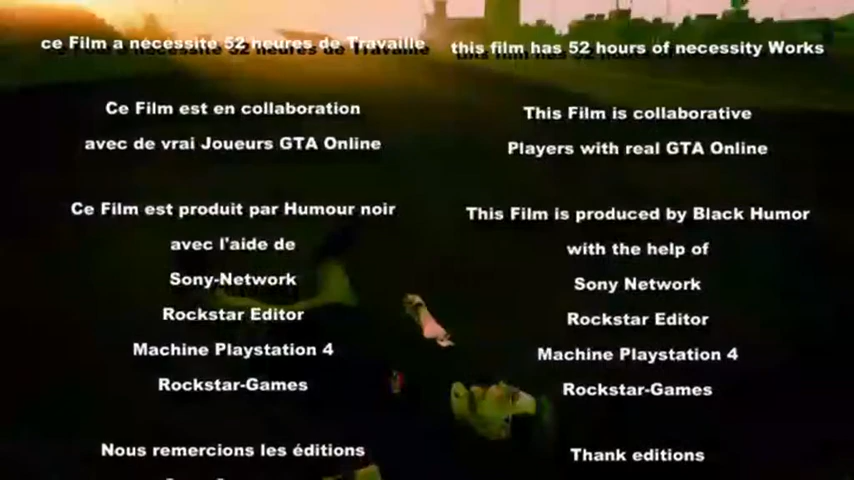 ce Film a nécessite 52 heures de Travaille
Ce Film est en collaboration
avec de vrai Joueurs GTA Online
Ce Film est produit par Humour noir
avec l'aide de
Sony-Network
Rockstar Editor
Machine Playstation 4
Rockstar-Games
Nous remercions les éditions
this film has 52 hours of necessity Works
This Film is collaborative
Players with real GTA Online
This Film is produced by Black Humor
with the help of
Sony Network
Rockstar Editor
Machine Playstation 4
Rockstar-Games
Thank editions